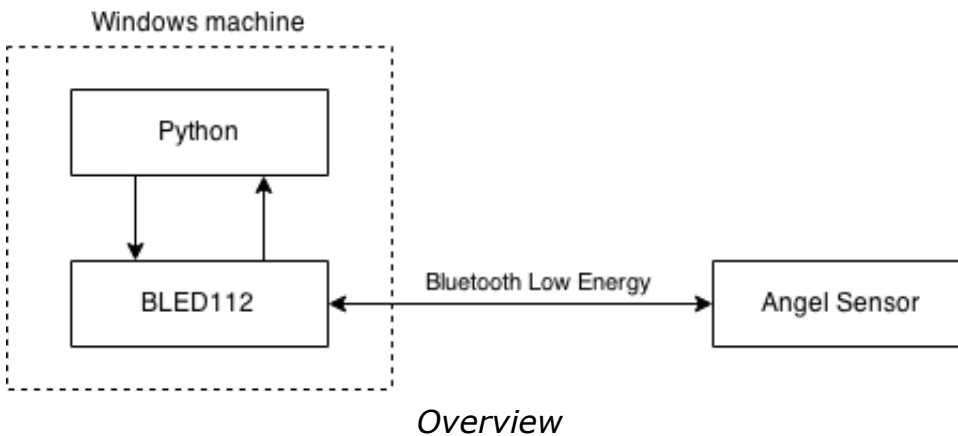 Windows machine
Python
BLED112
Bluetooth Low Energy
Angel Sensor
Overview